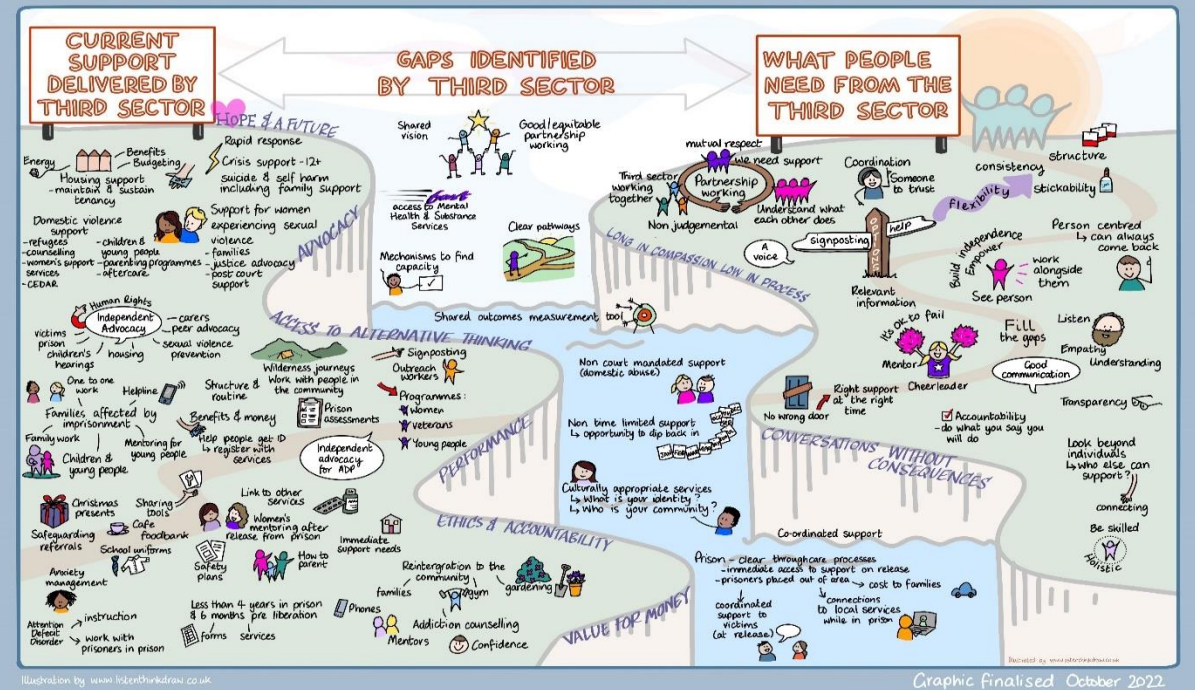 CURRENT
SUPPORT
DELIVERED BY
THIRD SECTOR
GAPS IDENTIFIED
BY THIRD SECTOR
WHAT PEOPLE
NEED FROM THE
THIRD SECTOR
HOPE & A FUTURE
Energy
Benefits
Budgeting
Housing support
-maintain & sustain
tenancy
Rapid response
Crisis support -12+
suicide & self harm
including family support
Domestic violence
support
-refugees
-counselling
-women's support
services
-CEDAR
-children &
young people
-parenting programmes
-aftercare
Support for women
experiencing sexual
violence
-families
-justice advocacy
-post court
support
ADVOCACY
Human Rights
Independent
Advocacy
victims
prison
children's
hearings
housing
carers
peer advocacy
sexual violence
prevention
ACCESS TO ALTERNATIVE THINKING
One to one
work
Helpline
Structure &
routine
Families affected by
imprisonment
Family work
Children &
young people
Mentoring for
young people
Benefits & money
Help people get ID
↳ register with
services
Wilderness journeys
Work with people in
the community
Prison
assessments
Independent
advocacy
for ADP
Signposting
Outreach
workers
Programmes:
Women
veterans
Young people
PERFORMANCE
Christmas
presents
Sharing
tools
Link to other
services
Safeguarding
referrals
Cafe
foodbank
Women's
mentoring after
release from prison
School uniforms
Safety
plans
How to
parent
Immediate
support needs
ETHICS & ACCOUNTABILITY
Anxiety
management
Attention
Defecit
Disorder
instruction
work with
prisoners in prison
Less than 4 years in prison
& 6 months pre liberation
forms
services
Phones
Mentors
Reintergration to the
community
families
gym
gardening
Addiction counselling
Confidence
VALUE FOR MONEY
Shared
vision
Good/equitable
partnership
working
access to Mental
Health & Substance
Services
Mechanisms to find
capacity
Clear pathways
Shared outcomes measurement tool
Non court mandated support
(domestic abuse)
Non time limited support
↳ opportunity to dip back in
Culturally appropriate services
↳ What is your identity?
↳ Who is your community?
Co-ordinated support
Prison - clear throughcare processes
-immediate access to support on release
-prisoners placed out of area
cost to families
connections
to local services
while in prison
coordinated
support to
victims
(at release)
mutual respect
we need support
Third sector
working
together
Partnership
working
Understand what
each other does
Non judgemental
LONG IN COMPASSION LOW IN PROCESS
Coordination
Someone
to trust
consistency
structure
flexibility
stickability
A
voice
signposting
help
OPTIONS
Relevant
information
Build independence
Empower
See person
work
alongside
them
Person centred
↳ can always
come back
It's OK to fail
Mentor
Cheerleader
Fill
the gaps
Listen
Empathy
Understanding
Good
communication
No wrong door
Right support
at the right
time
Accountability
-do what you say you
will do
Transparency
CONVERSATIONS WITHOUT
CONSEQUENCES
Look beyond
individuals
↳ who else can
support?
connecting
Be skilled
Holistic
Illustrated by www.listenthinkdraw.co.uk
Illustration by www.listenthinkdraw.co.uk
Graphic finalised October 2022